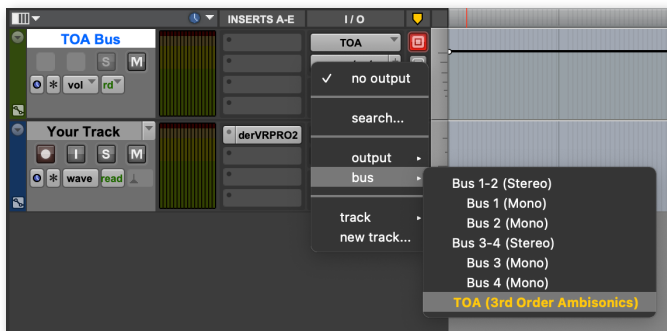 INSERTS A-E
I / O
TOA Bus
TOA
S
M
vol
rd
✓ no output
search...
output
bus
track
new track...
Your Track
I
S
M
wave
read
derVRPRO2
Bus 1-2 (Stereo)
Bus 1 (Mono)
Bus 2 (Mono)
Bus 3-4 (Stereo)
Bus 3 (Mono)
Bus 4 (Mono)
TOA (3rd Order Ambisonics)